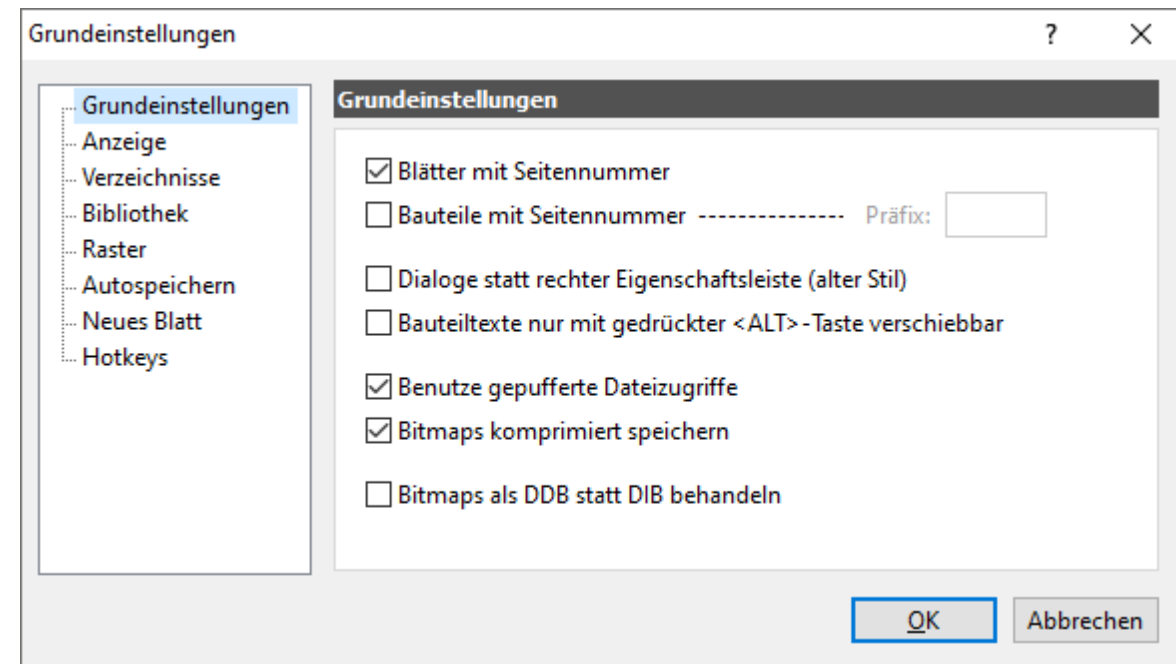 Grundeinstellungen
Grundeinstellungen
Anzeige
Verzeichnisse
Bibliothek
Raster
Autospeichern
Neues Blatt
Hotkeys
Grundeinstellungen
Blätter mit Seitennummer
Bauteile mit Seitennummer --------------- Präfix:
Dialoge statt rechter Eigenschaftsleiste (alter Stil)
Bauteiltexte nur mit gedrückter <ALT>-Taste verschiebbar
Benutze gepufferte Dateizugriffe
Bitmaps komprimiert speichern
Bitmaps als DDB statt DIB behandeln
OK Abbrechen